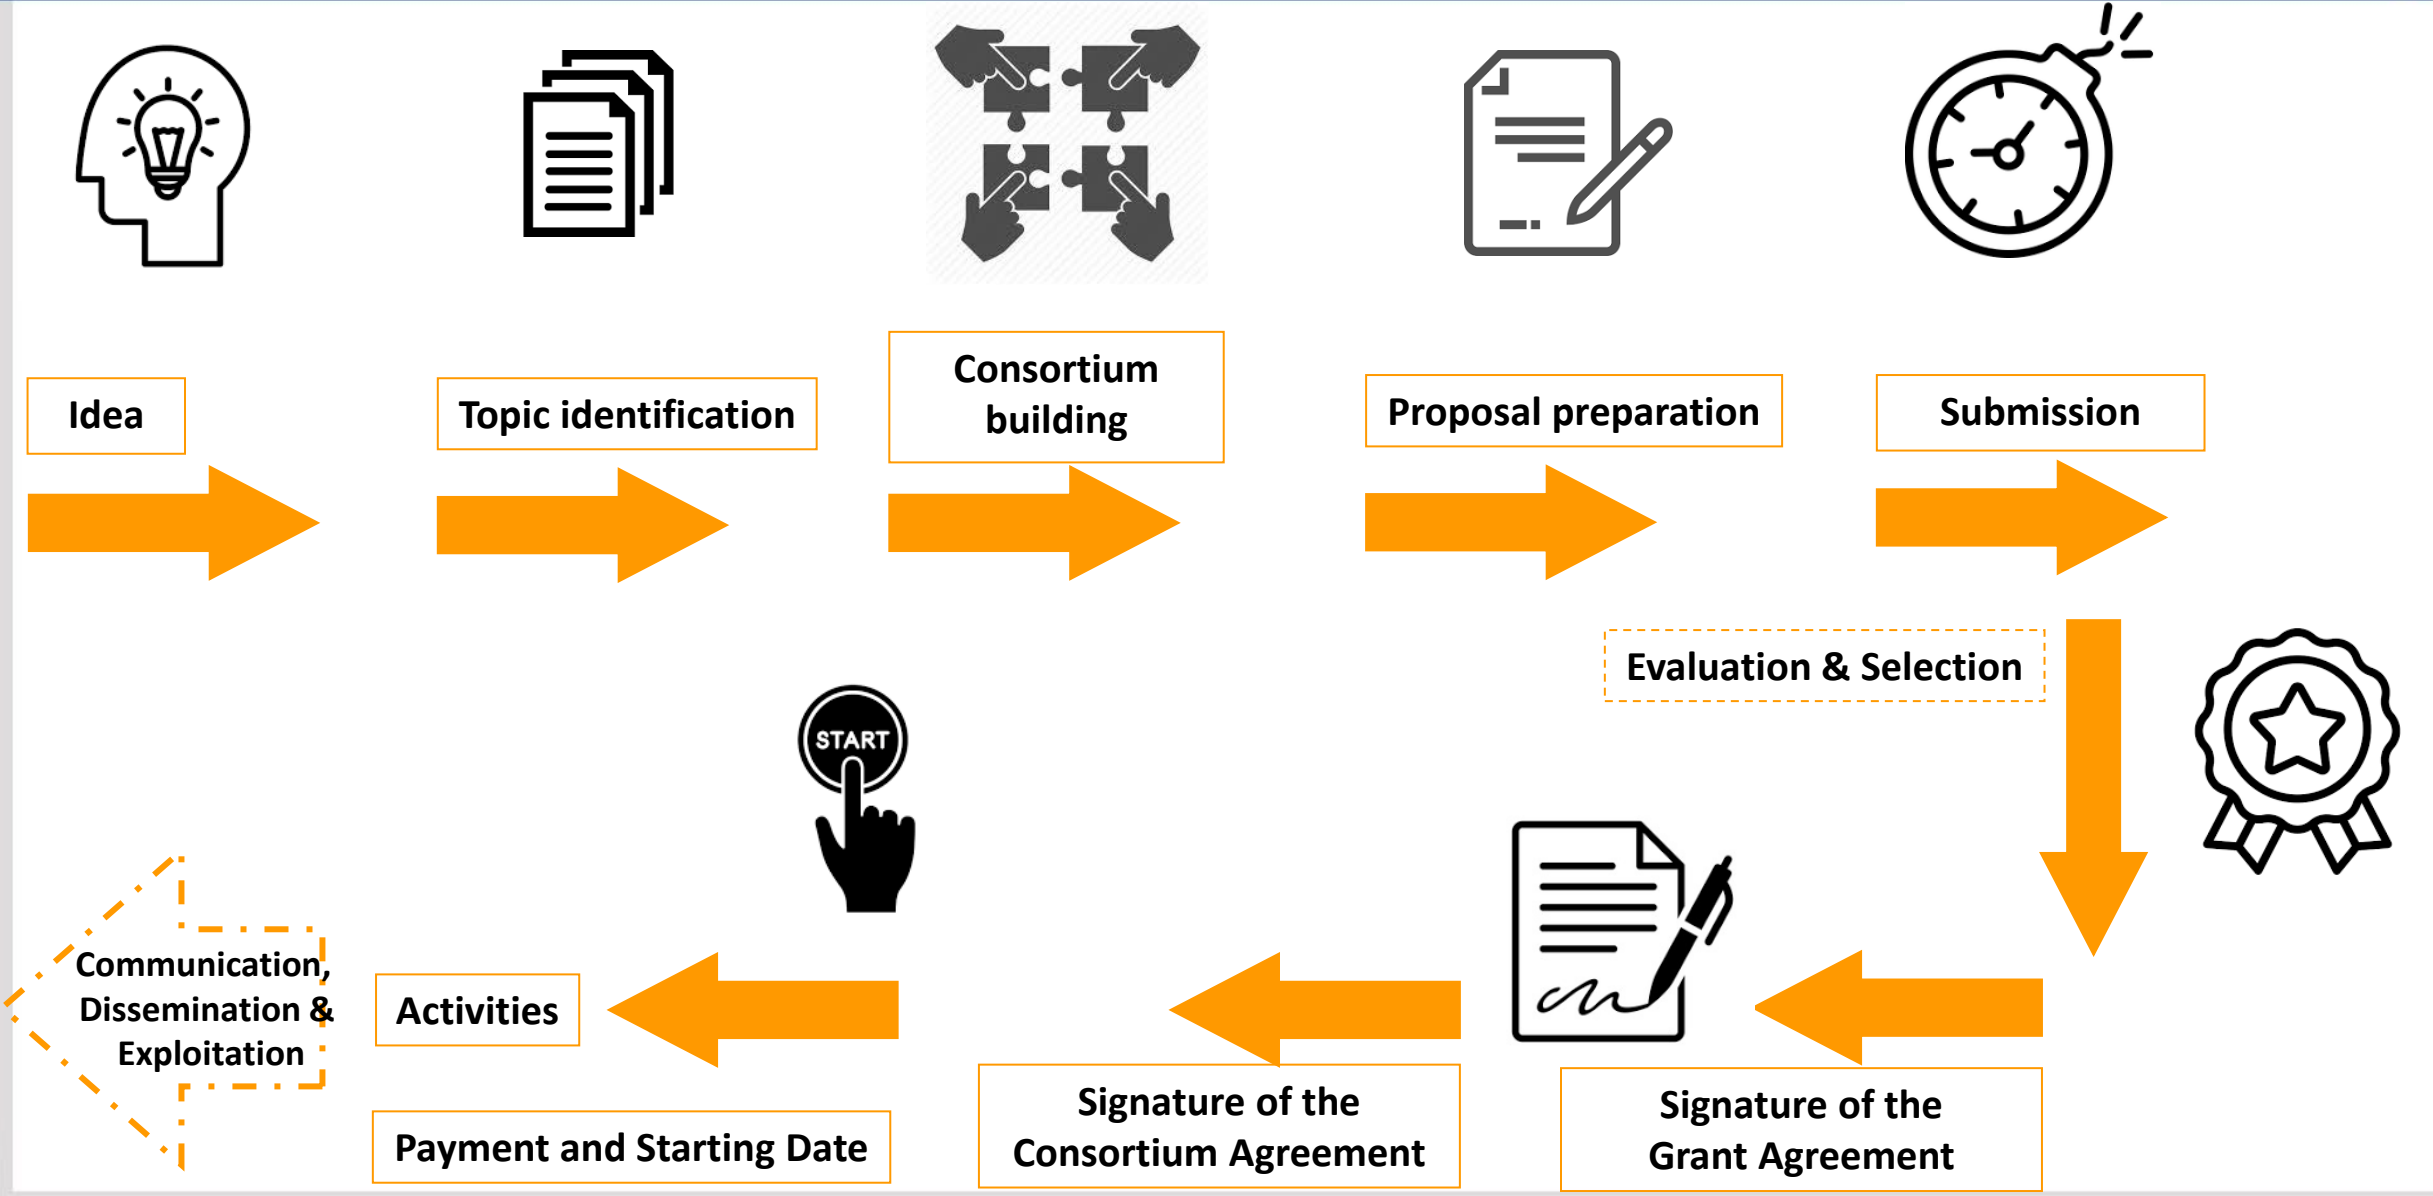 Idea
Topic identification
Consortium
building
Proposal preparation
Submission
Evaluation & Selection
START
Communication,
Dissemination &
Exploitation
Activities
Payment and Starting Date
Signature of the
Consortium Agreement
Signature of the
Grant Agreement